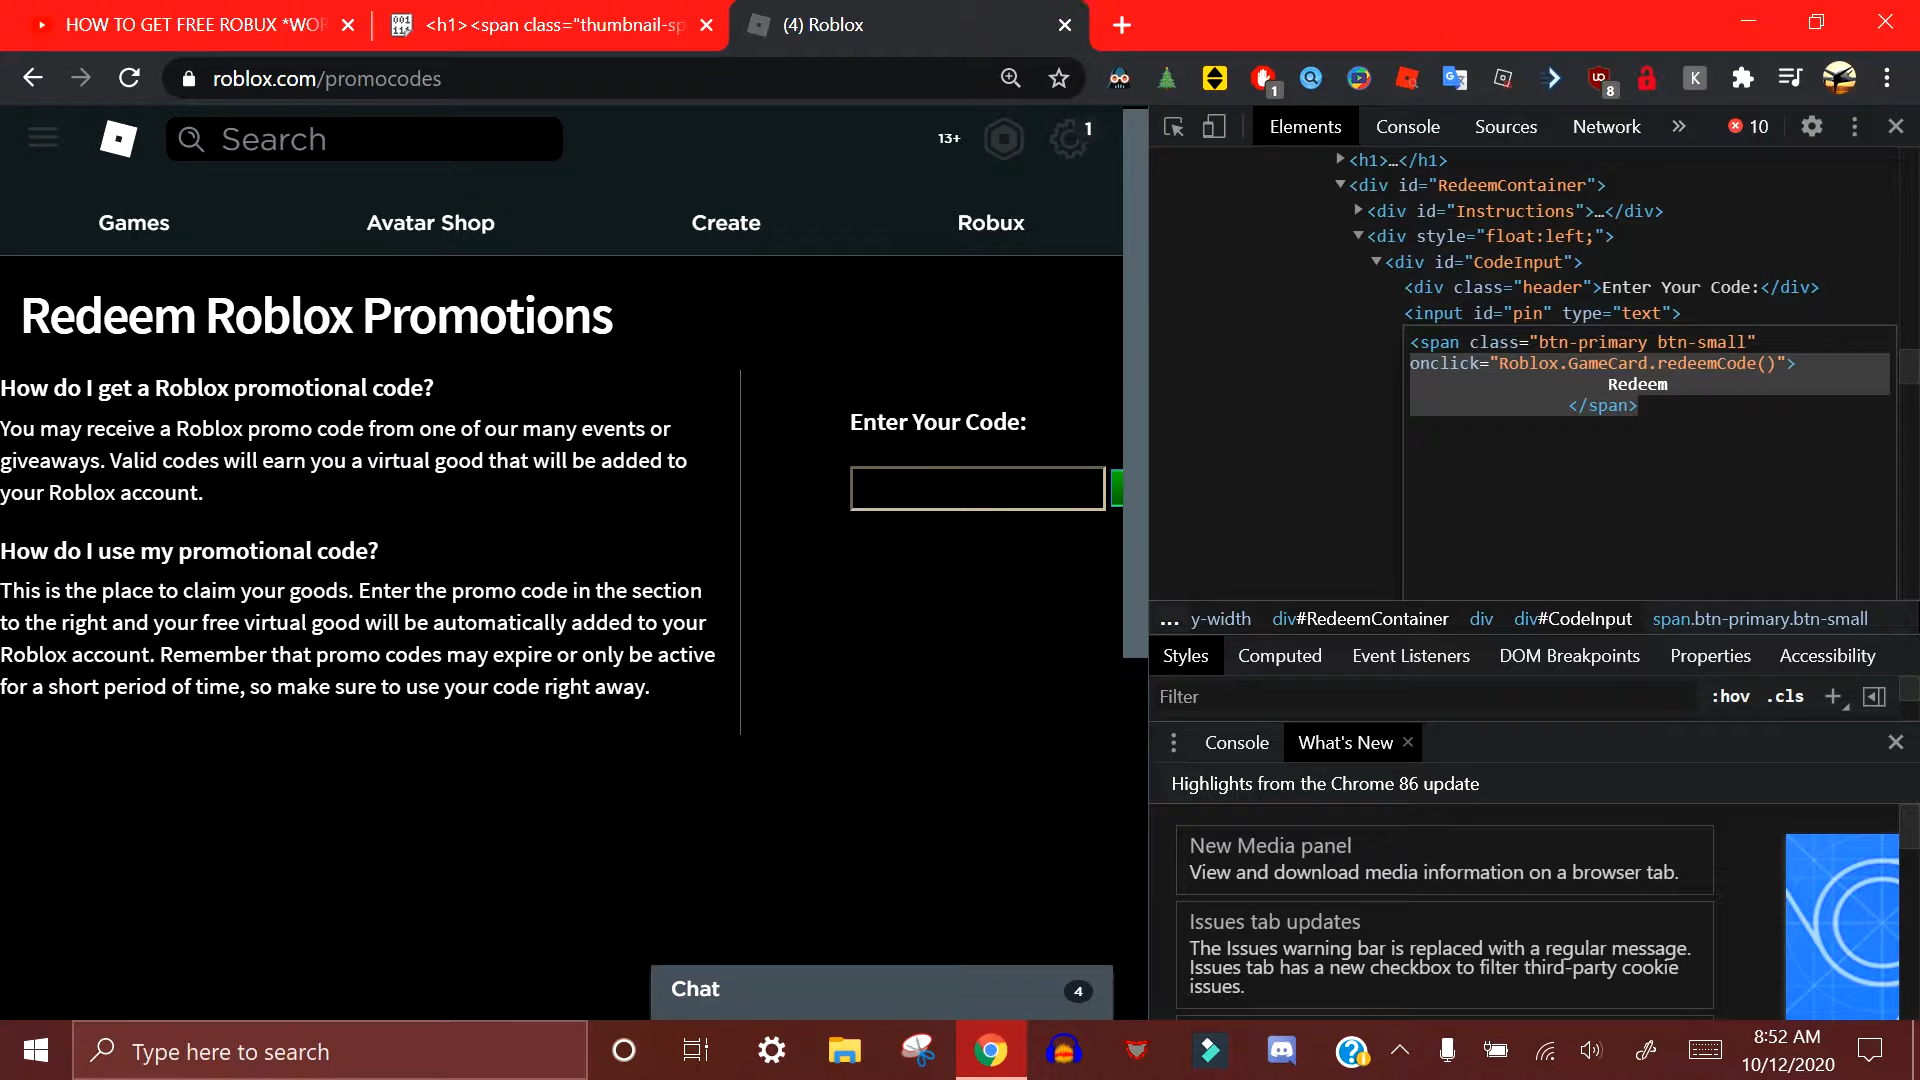 HOW TO GET FREE ROBUX *WOR
<h1><span class="thumbnail-sp
(4) Roblox
roblox.com/promocodes
1
8
K
Search
13+
1
Games
Avatar Shop
Create
Robux
Redeem Roblox Promotions
How do I get a Roblox promotional code?
You may receive a Roblox promo code from one of our many events or
giveaways. Valid codes will earn you a virtual good that will be added to
your Roblox account.
How do I use my promotional code?
This is the place to claim your goods. Enter the promo code in the section
to the right and your free virtual good will be automatically added to your
Roblox account. Remember that promo codes may expire or only be active
for a short period of time, so make sure to use your code right away.
Enter Your Code:
Chat
4
Elements
Console
Sources
Network
10
<h1>…</h1>
<div id="RedeemContainer">
<div id="Instructions">…</div>
<div style="float:left;">
<div id="CodeInput">
<div class="header">Enter Your Code:</div>
<input id="pin" type="text">
<span class="btn-primary btn-small"
onclick="Roblox.GameCard.redeemCode()">
Redeem
</span>
... y-width div#RedeemContainer div div#CodeInput span.btn-primary.btn-small
Styles
Computed
Event Listeners
DOM Breakpoints
Properties
Accessibility
Filter
:hov .cls
Console
What's New
Highlights from the Chrome 86 update
New Media panel
View and download media information on a browser tab.
Issues tab updates
The Issues warning bar is replaced with a regular message.
Issues tab has a new checkbox to filter third-party cookie
issues.
Type here to search
8:52 AM
10/12/2020